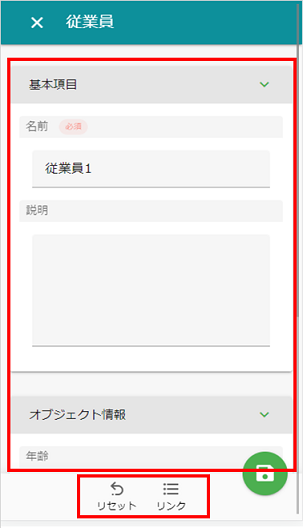 従業員
基本項目
名前 必須
従業員1
説明
オブジェクト情報
年齢
リセット リンク